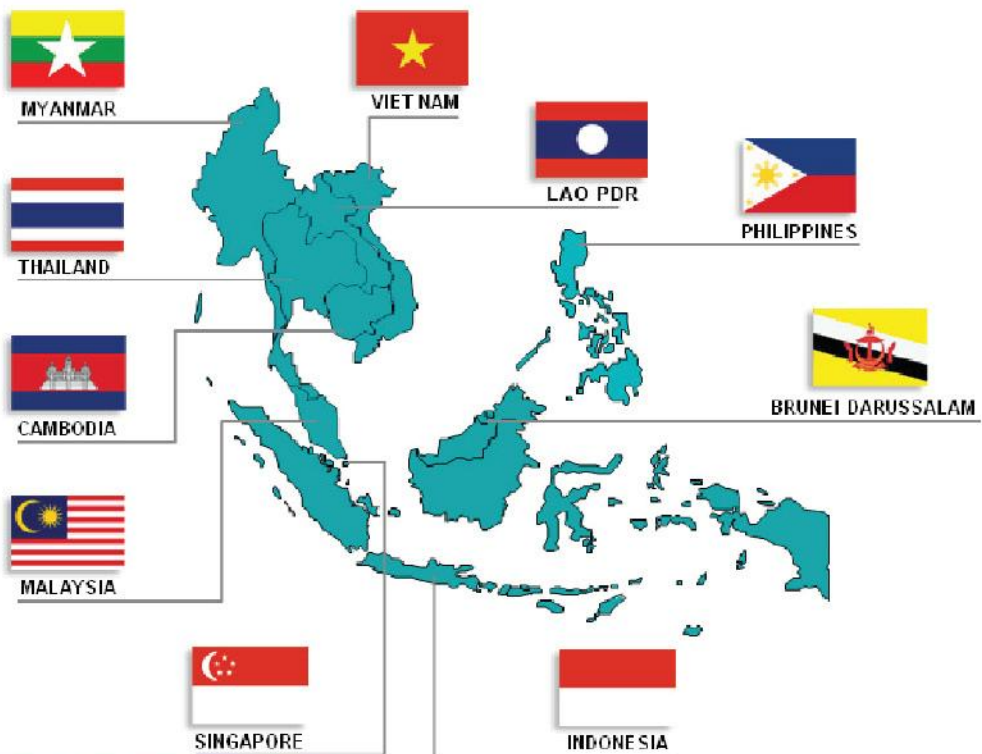 MYANMAR
VIET NAM
LAO PDR
PHILIPPINES
THAILAND
BRUNEI DARUSSALAM
CAMBODIA
MALAYSIA
SINGAPORE
INDONESIA